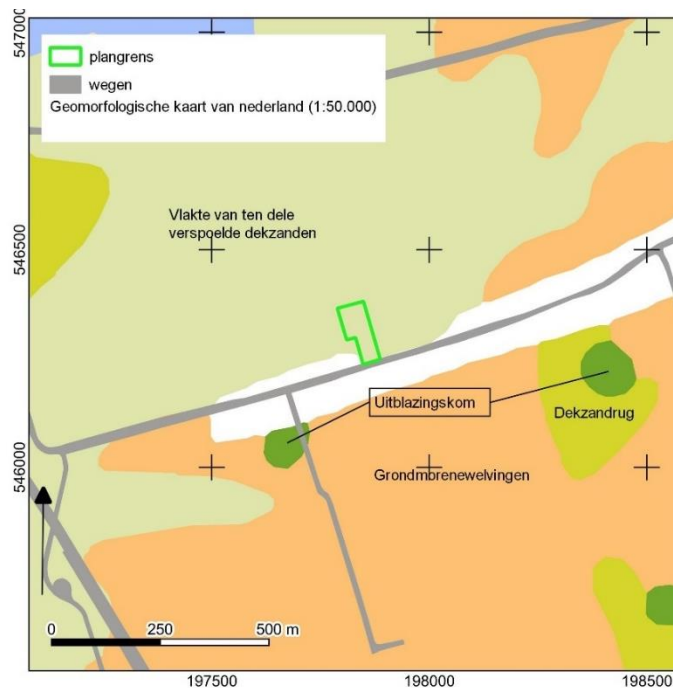 547000
plangrens
wegen
Geomorfologische kaart van nederland (1:50.000)
Vlakte van ten dele
verspoelde dekzanden
546500
Uitblazingskom
Dekzandrug
546000
Grondmbrenewelvingen
0 250 500 m
197500 198000 198500